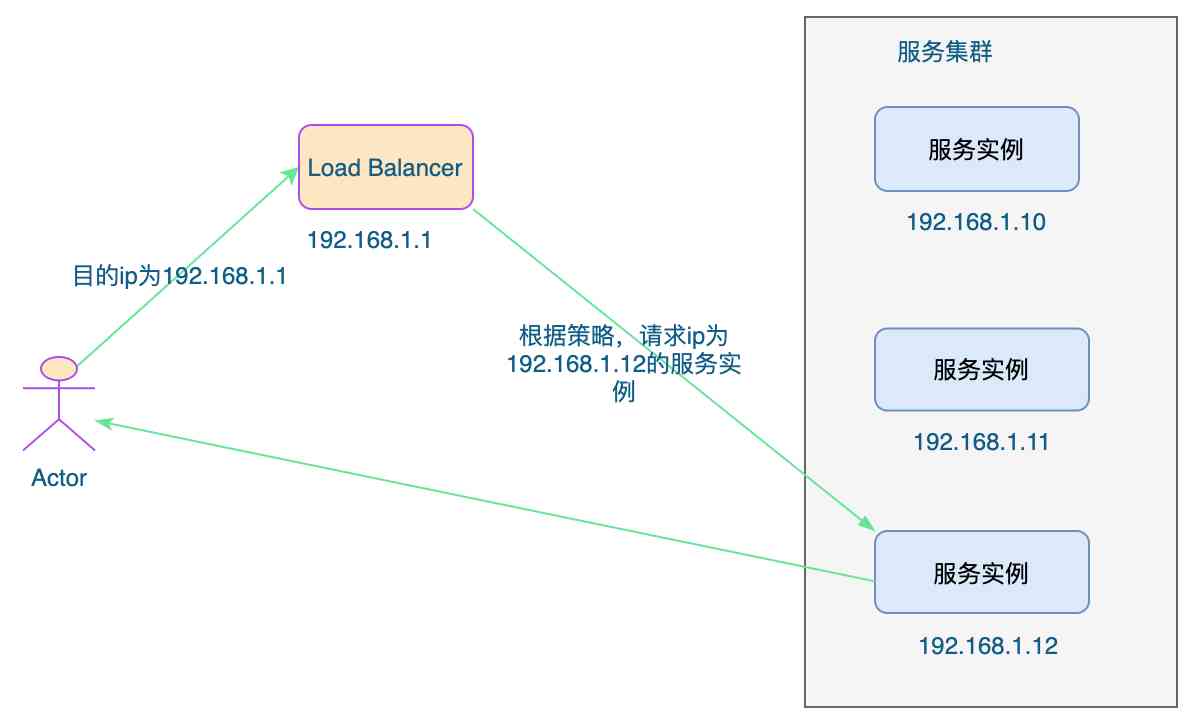 服务集群
服务实例
192.168.1.10
Load Balancer
192.168.1.1
目的ip为192.168.1.1
根据策略，请求ip为
192.168.1.12的服务实
例
服务实例
192.168.1.11
Actor
服务实例
192.168.1.12